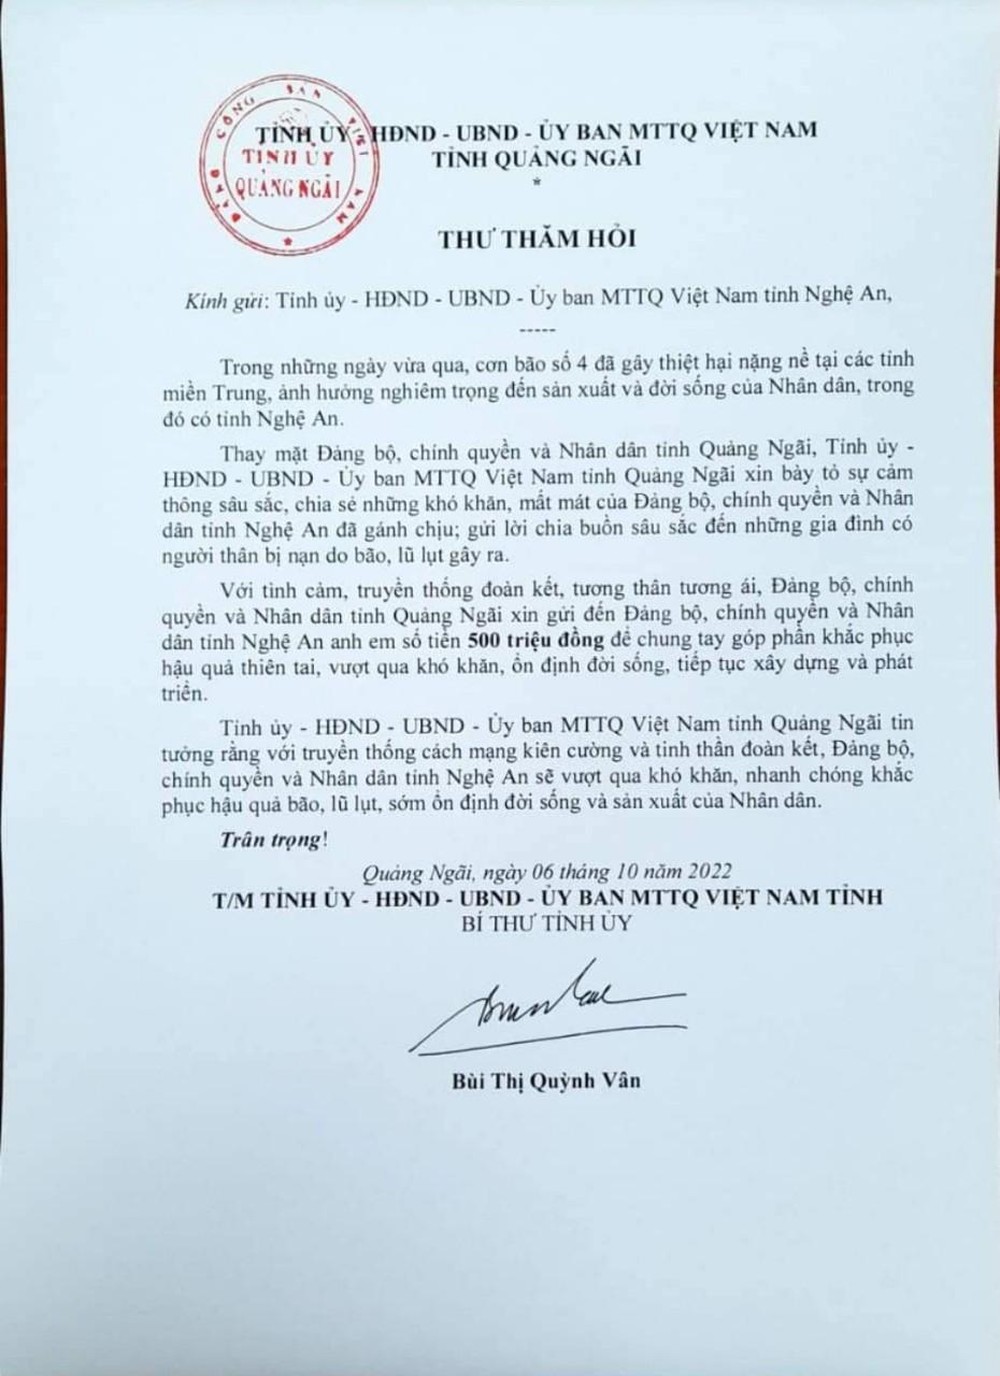 TỈNH ỦY - HĐND - UBND - ỦY BAN MTTQ VIỆT NAM
TỈNH QUẢNG NGÃI
*
ĐẢNG CỘNG SẢN VIỆT NAM
TỈNH ỦY
QUẢNG NGÃI
THƯ THĂM HỎI
Kính gửi: Tỉnh ủy - HĐND - UBND - Ủy ban MTTQ Việt Nam tỉnh Nghệ An,
-----
Trong những ngày vừa qua, cơn bão số 4 đã gây thiệt hại nặng nề tại các tỉnh
miền Trung, ảnh hưởng nghiêm trọng đến sản xuất và đời sống của Nhân dân, trong
đó có tỉnh Nghệ An.
Thay mặt Đảng bộ, chính quyền và Nhân dân tỉnh Quảng Ngãi, Tỉnh ủy -
HĐND - UBND - Ủy ban MTTQ Việt Nam tỉnh Quảng Ngãi xin bày tỏ sự cảm
thông sâu sắc, chia sẻ những khó khăn, mất mát của Đảng bộ, chính quyền và Nhân
dân tỉnh Nghệ An đã gánh chịu; gửi lời chia buồn sâu sắc đến những gia đình có
người thân bị nạn do bão, lũ lụt gây ra.
Với tình cảm, truyền thống đoàn kết, tương thân tương ái, Đảng bộ, chính
quyền và Nhân dân tỉnh Quảng Ngãi xin gửi đến Đảng bộ, chính quyền và Nhân
dân tỉnh Nghệ An anh em số tiền 500 triệu đồng để chung tay góp phần khắc phục
hậu quả thiên tai, vượt qua khó khăn, ổn định đời sống, tiếp tục xây dựng và phát
triển.
Tỉnh ủy - HĐND - UBND - Ủy ban MTTQ Việt Nam tỉnh Quảng Ngãi tin
tưởng rằng với truyền thống cách mạng kiên cường và tinh thần đoàn kết, Đảng bộ,
chính quyền và Nhân dân tỉnh Nghệ An sẽ vượt qua khó khăn, nhanh chóng khắc
phục hậu quả bão, lũ lụt, sớm ổn định đời sống và sản xuất của Nhân dân.
Trân trọng!
Quảng Ngãi, ngày 06 tháng 10 năm 2022
T/M TỈNH ỦY - HĐND - UBND - ỦY BAN MTTQ VIỆT NAM TỈNH
BÍ THƯ TỈNH ỦY
Bùi Thị Quỳnh Vân